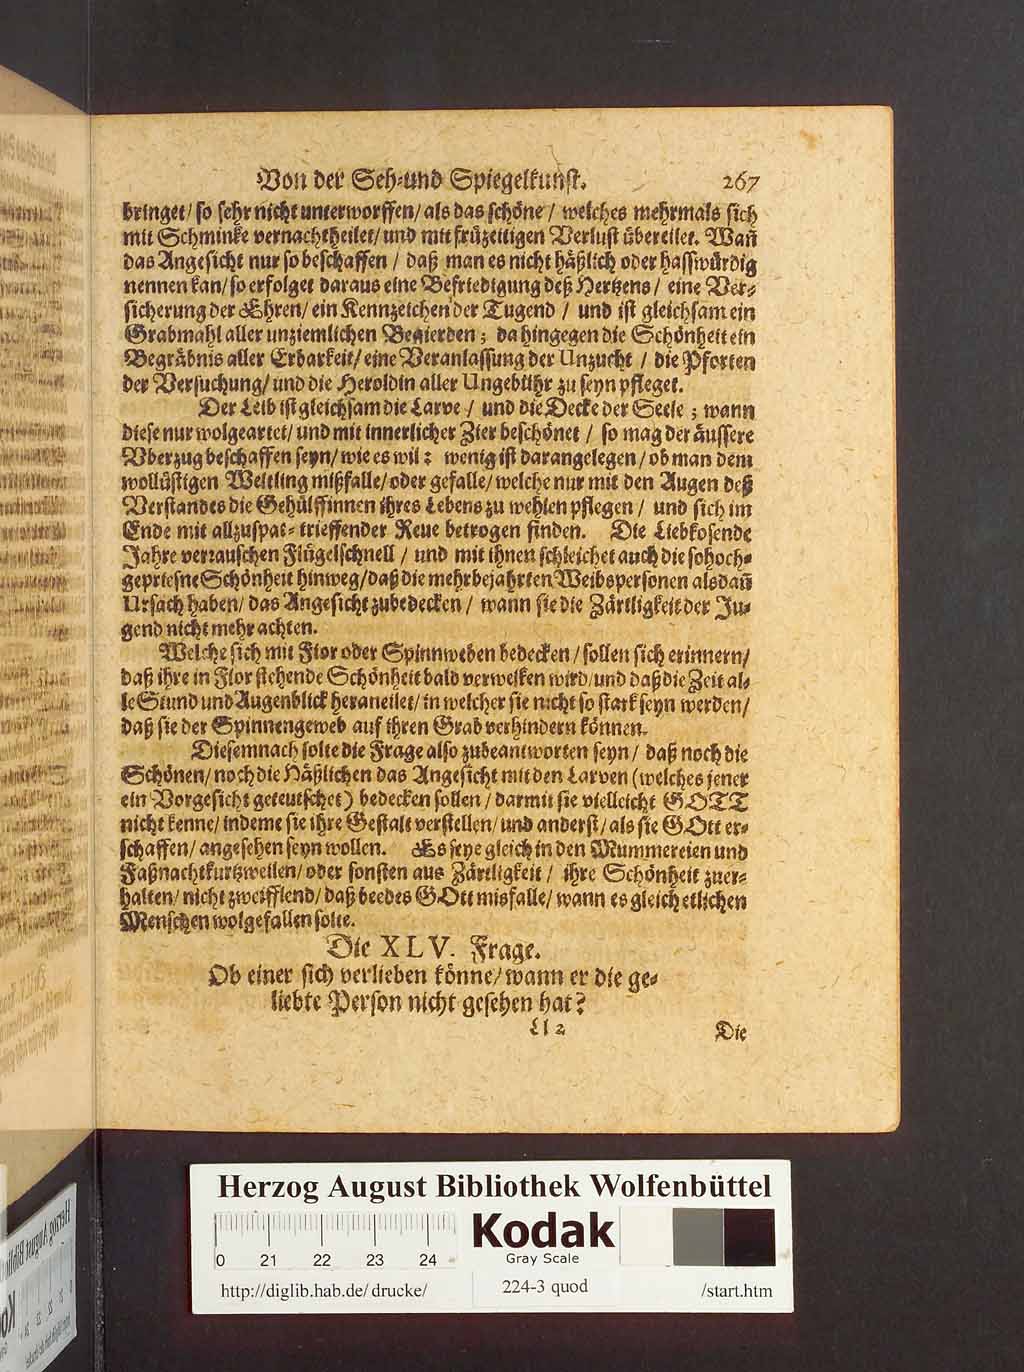 Von der Seh-und Spiegelkunst. 267
bringet/ so sehr nicht unterworffen/ als das schöne / welches mehrmals sich
mit Schminke vernachtheilet/ und mit früzeitigen Verlust übereilet. Wañ
das Angesicht nur so beschaffen / daß man es nicht häßlich oder hasswürdig
nennen kan/ so erfolget daraus eine Befriedigung deß Hertzens / eine Ver-
sicherung der Ehren/ ein Kennzeichen der Tugend / und ist gleichsam ein
Grabmahl aller unziemlichen Begierden ; da hingegen die Schönheit ein
Begräbnis aller Erbarkeit/ eine Veranlassung der Unzucht / die Pforten
der Versuchung/ und die Heroldin aller Ungebühr zu seyn pfleget.
Der Leib ist gleichsam die Larve / und die Decke der Seele ; wann
diese nur wolgeartet/ und mit innerlicher Zier beschönet / so mag der äussere
Vberzug beschaffen seyn/ wie es wil : wenig ist daran gelegen / ob man dem
wollüstigen Weltling mißfalle/ oder gefalle/ welche nur mit den Augen deß
Verstandes die Gehülffinnen ihres Lebens zu wehlen pflegen / und sich im
Ende mit allzuspat-trieffender Reue betrogen finden. Die Liebkosende
Jahre verrauschen Flügelschnell / und mit ihnen schleichet auch die so hoch-
gepriesne Schönheit hinweg/ daß die mehrbejahrten Weibspersonen alsdañ
Ursach haben/ das Angesicht zubedecken / wann sie die Zärtligkeit der Ju-
gend nicht mehr achten.
Welche sich mit Flor oder Spinnweben bedecken / sollen sich erinnern/
daß ihre in Flor stehende Schönheit bald verwelken wird/ und daß die Zeit al-
le Stund und Augenblick heraneilet/ in welcher sie nicht so stark seyn werden/
daß sie der Spinnengeweb auf ihren Grab verhindern können.
Diesemnach solte die Frage also zubeantworten seyn / daß noch die
Schönen/ noch die Häßlichen das Angesicht mit den Larven (welches jener
ein Vorgesicht geteutschet) bedecken sollen / darmit sie vielleicht GOTT
nicht kenne/ indeme sie ihre Gestalt verstellen/ und anderst/ als sie GOtt er-
schaffen/ angesehen seyn wollen. Es seye gleich in den Mummereien und
Faßnachtkurtzweilen/ oder sonsten aus Zärtligkeit / ihre Schönheit zuer-
halten/ nicht zweifflend/ daß beedes GOtt misfalle/ wann es gleich etlichen
Menschen wolgefallen solte.
Die XLV. Frage.
Ob einer sich verlieben könne/ wann er die ge-
liebte Person nicht gesehen hat?
Ll 2 Die
Herzog August Bibliothek Wolfenbüttel
Kodak
Gray Scale
0 21 22 23 24
http://diglib.hab.de/ drucke/ 224-3 quod /start.htm